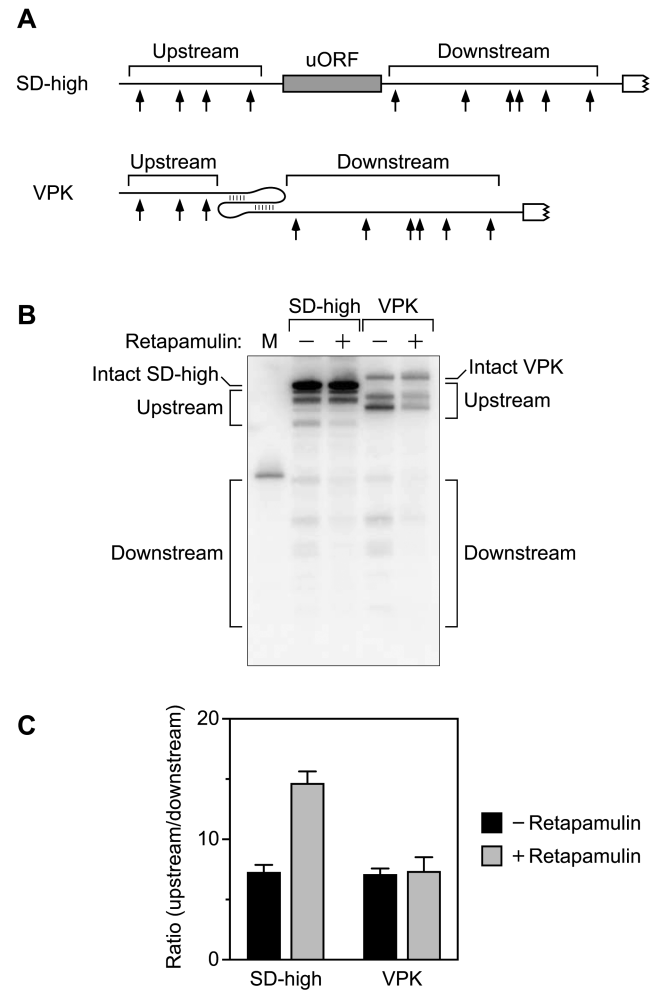 A
Upstream uORF Downstream
SD-high
Upstream Downstream
VPK
B
SD-high VPK
Retapamulin: M − + − +
Intact SD-high Intact VPK
Upstream Upstream
Downstream Downstream
C
Ratio (upstream/downstream)
20
10
0
SD-high VPK
− Retapamulin
+ Retapamulin